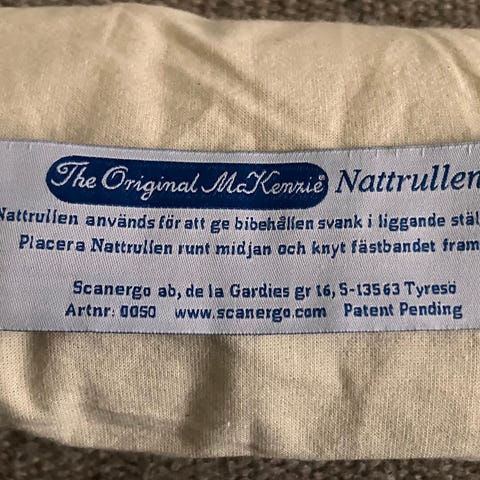 The Original McKenzie® Nattrullen
Nattrullen används för att ge bibehållen svank i liggande stäl
Placera Nattrullen runt midjan och knyt fästbandet fram
Scanergo ab, de la Gardies gr 16, S-13563 Tyresö
Artnr: 0050 www.scanergo.com Patent Pending